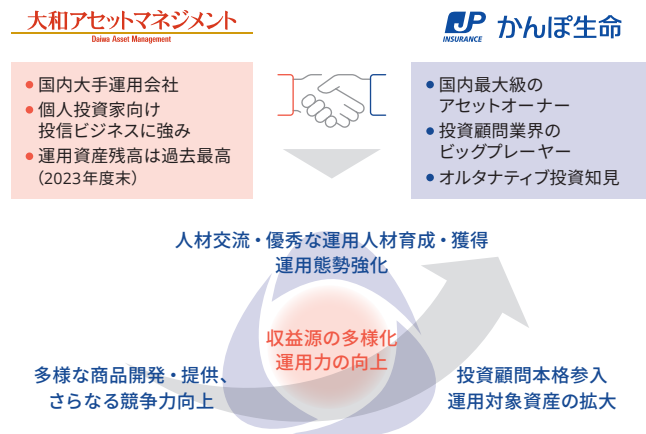 大和アセットマネジメント
Daiwa Asset Management
JP
INSURANCE
かんぽ生命
●国内大手運用会社
●個人投資家向け
投信ビジネスに強み
●運用資産残高は過去最高
(2023年度末)
●国内最大級の
アセットオーナー
●投資顧問業界の
ビッグプレーヤー
●オルタナティブ投資知見
人材交流・優秀な運用人材育成・獲得
運用態勢強化
収益源の多様化
運用力の向上
多様な商品開発・提供、
さらなる競争力向上
投資顧問本格参入
運用対象資産の拡大